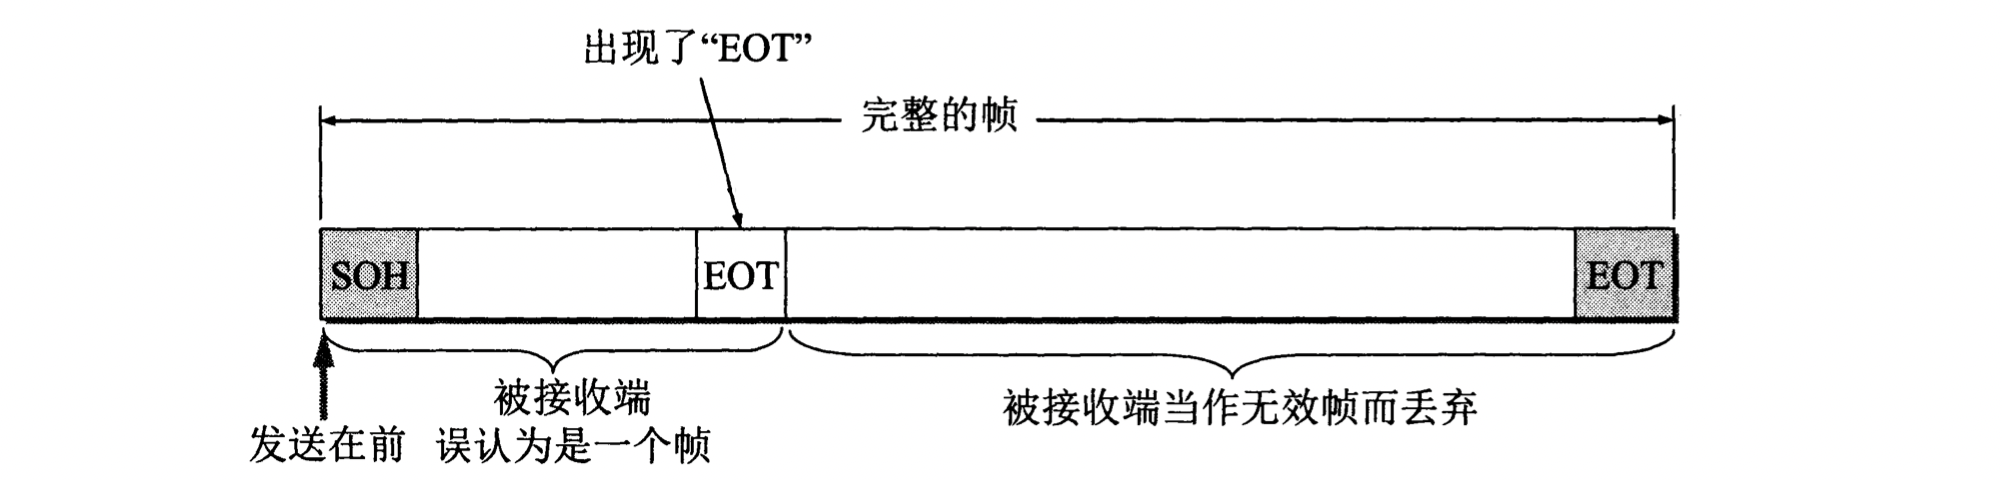 出现了“EOT”
完整的帧
SOH
EOT
EOT
被接收端
误认为是一个帧
被接收端当作无效帧而丢弃
发送在前